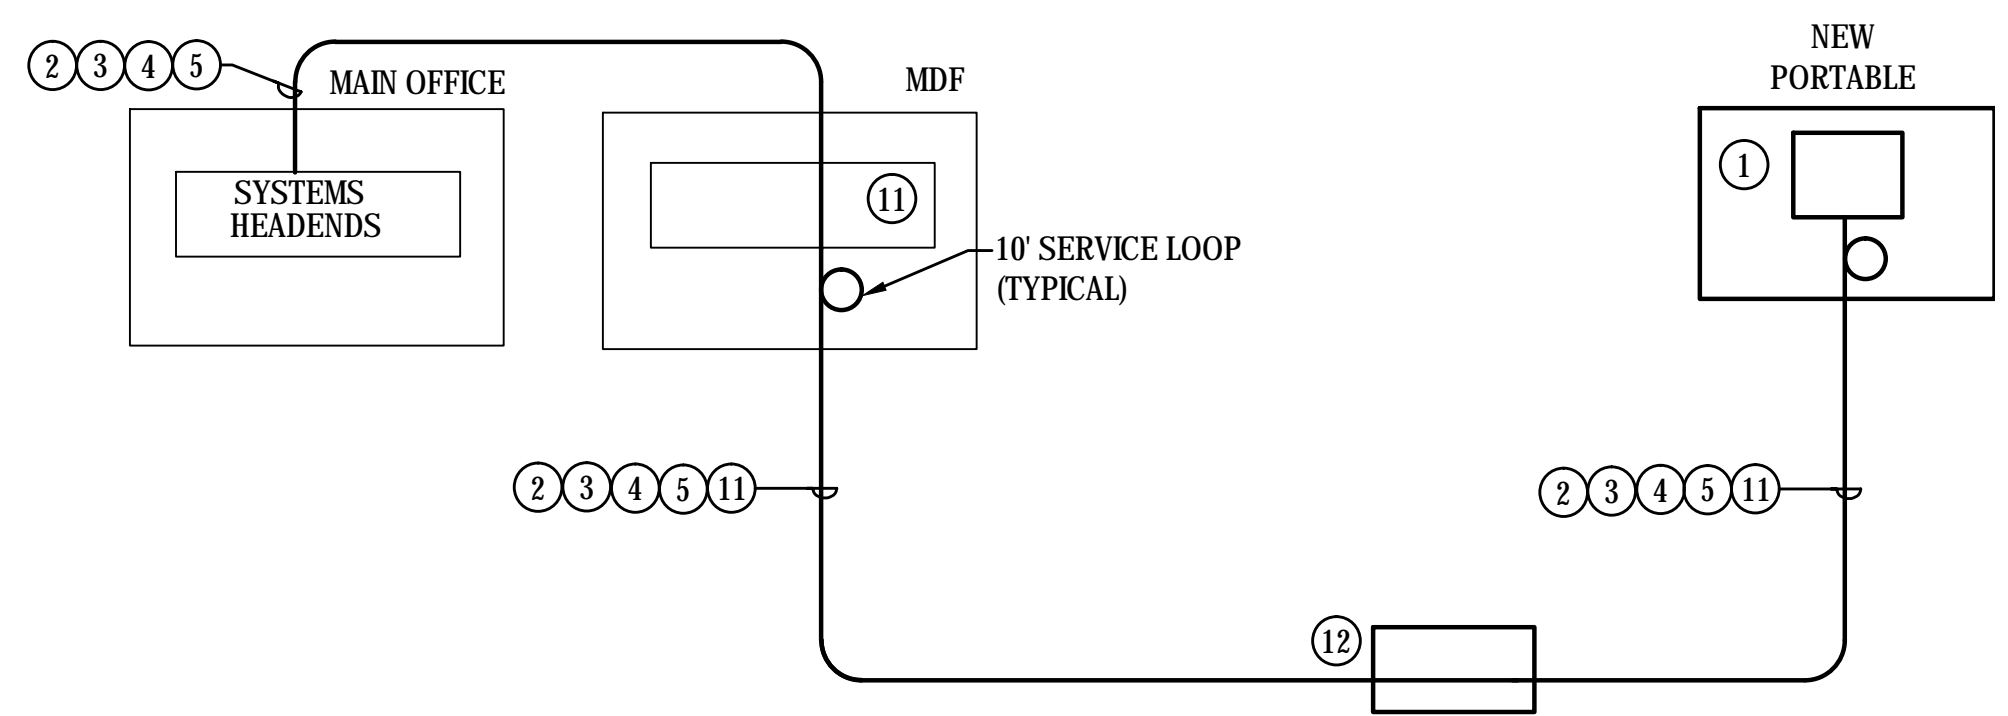 2 3 4 5
MAIN OFFICE
SYSTEMS
HEADENDS
MDF
11
10' SERVICE LOOP
(TYPICAL)
NEW
PORTABLE
1
2 3 4 5 11
2 3 4 5 11
12